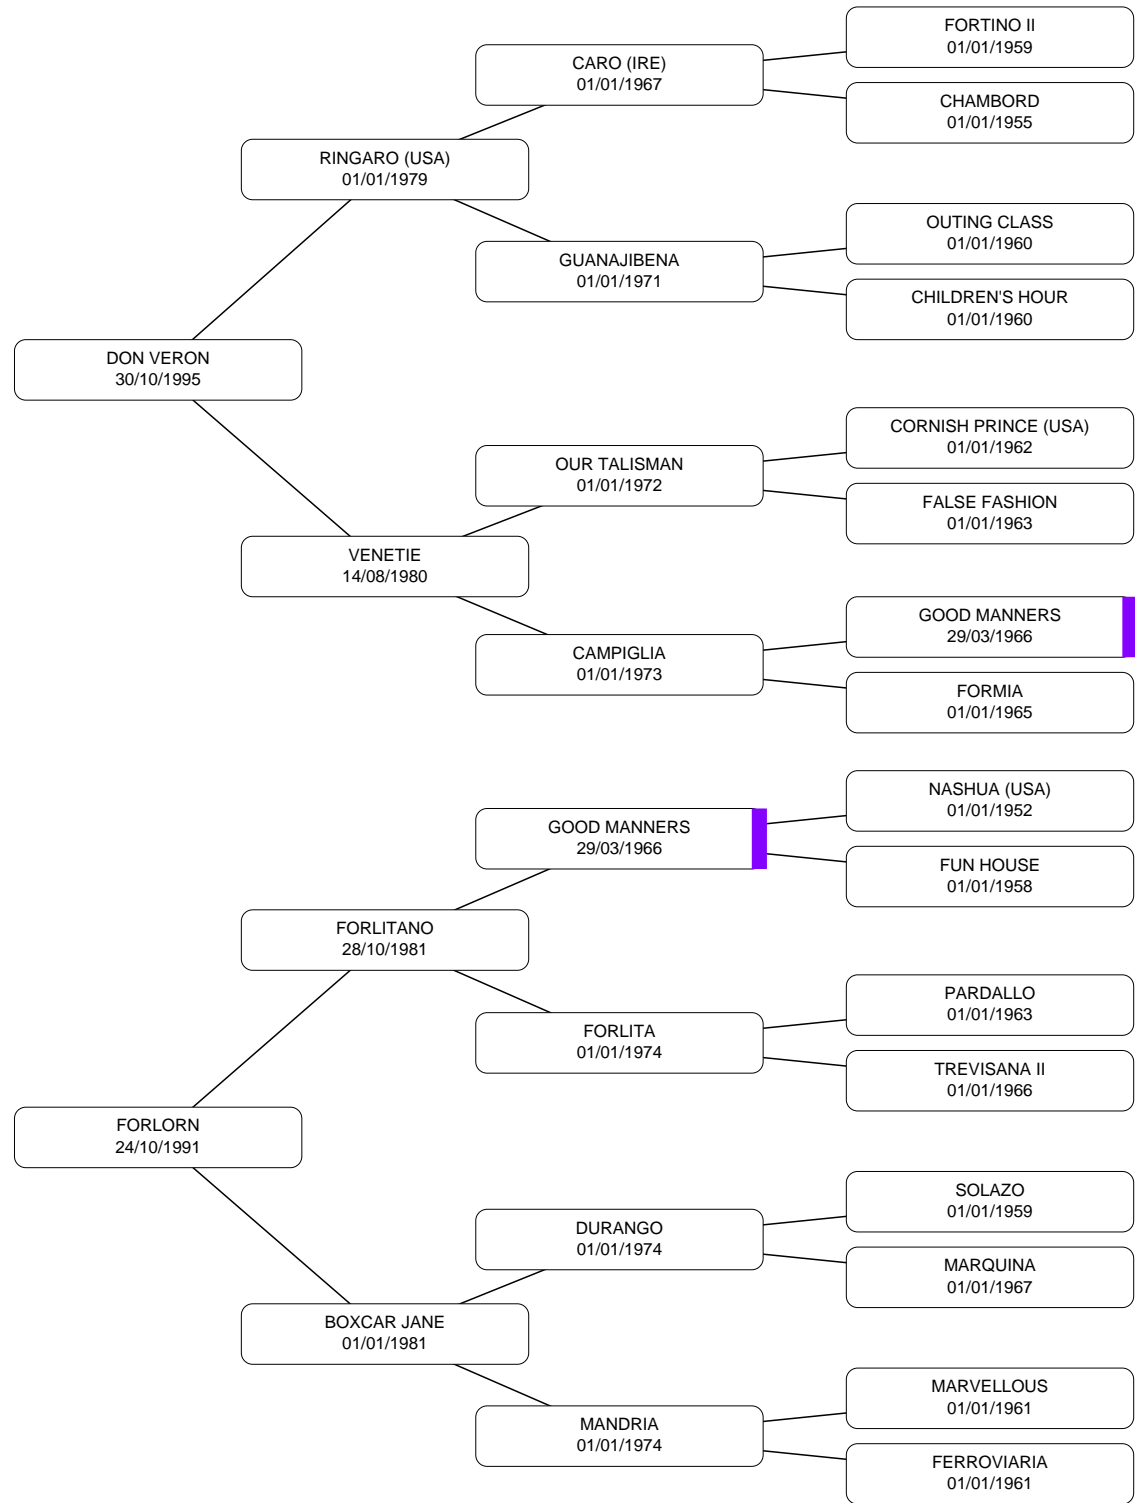 FORTINO II
01/01/1959
CARO (IRE)
01/01/1967
CHAMBORD
01/01/1955
RINGARO (USA)
01/01/1979
OUTING CLASS
01/01/1960
GUANAJIBENA
01/01/1971
CHILDREN'S HOUR
01/01/1960
DON VERON
30/10/1995
CORNISH PRINCE (USA)
01/01/1962
OUR TALISMAN
01/01/1972
FALSE FASHION
01/01/1963
VENETIE
14/08/1980
GOOD MANNERS
29/03/1966
CAMPIGLIA
01/01/1973
FORMIA
01/01/1965
NASHUA (USA)
01/01/1952
GOOD MANNERS
29/03/1966
FUN HOUSE
01/01/1958
FORLITANO
28/10/1981
PARDALLO
01/01/1963
FORLITA
01/01/1974
TREVISANA II
01/01/1966
FORLORN
24/10/1991
SOLAZO
01/01/1959
DURANGO
01/01/1974
MARQUINA
01/01/1967
BOXCAR JANE
01/01/1981
MARVELLOUS
01/01/1961
MANDRIA
01/01/1974
FERROVIARIA
01/01/1961